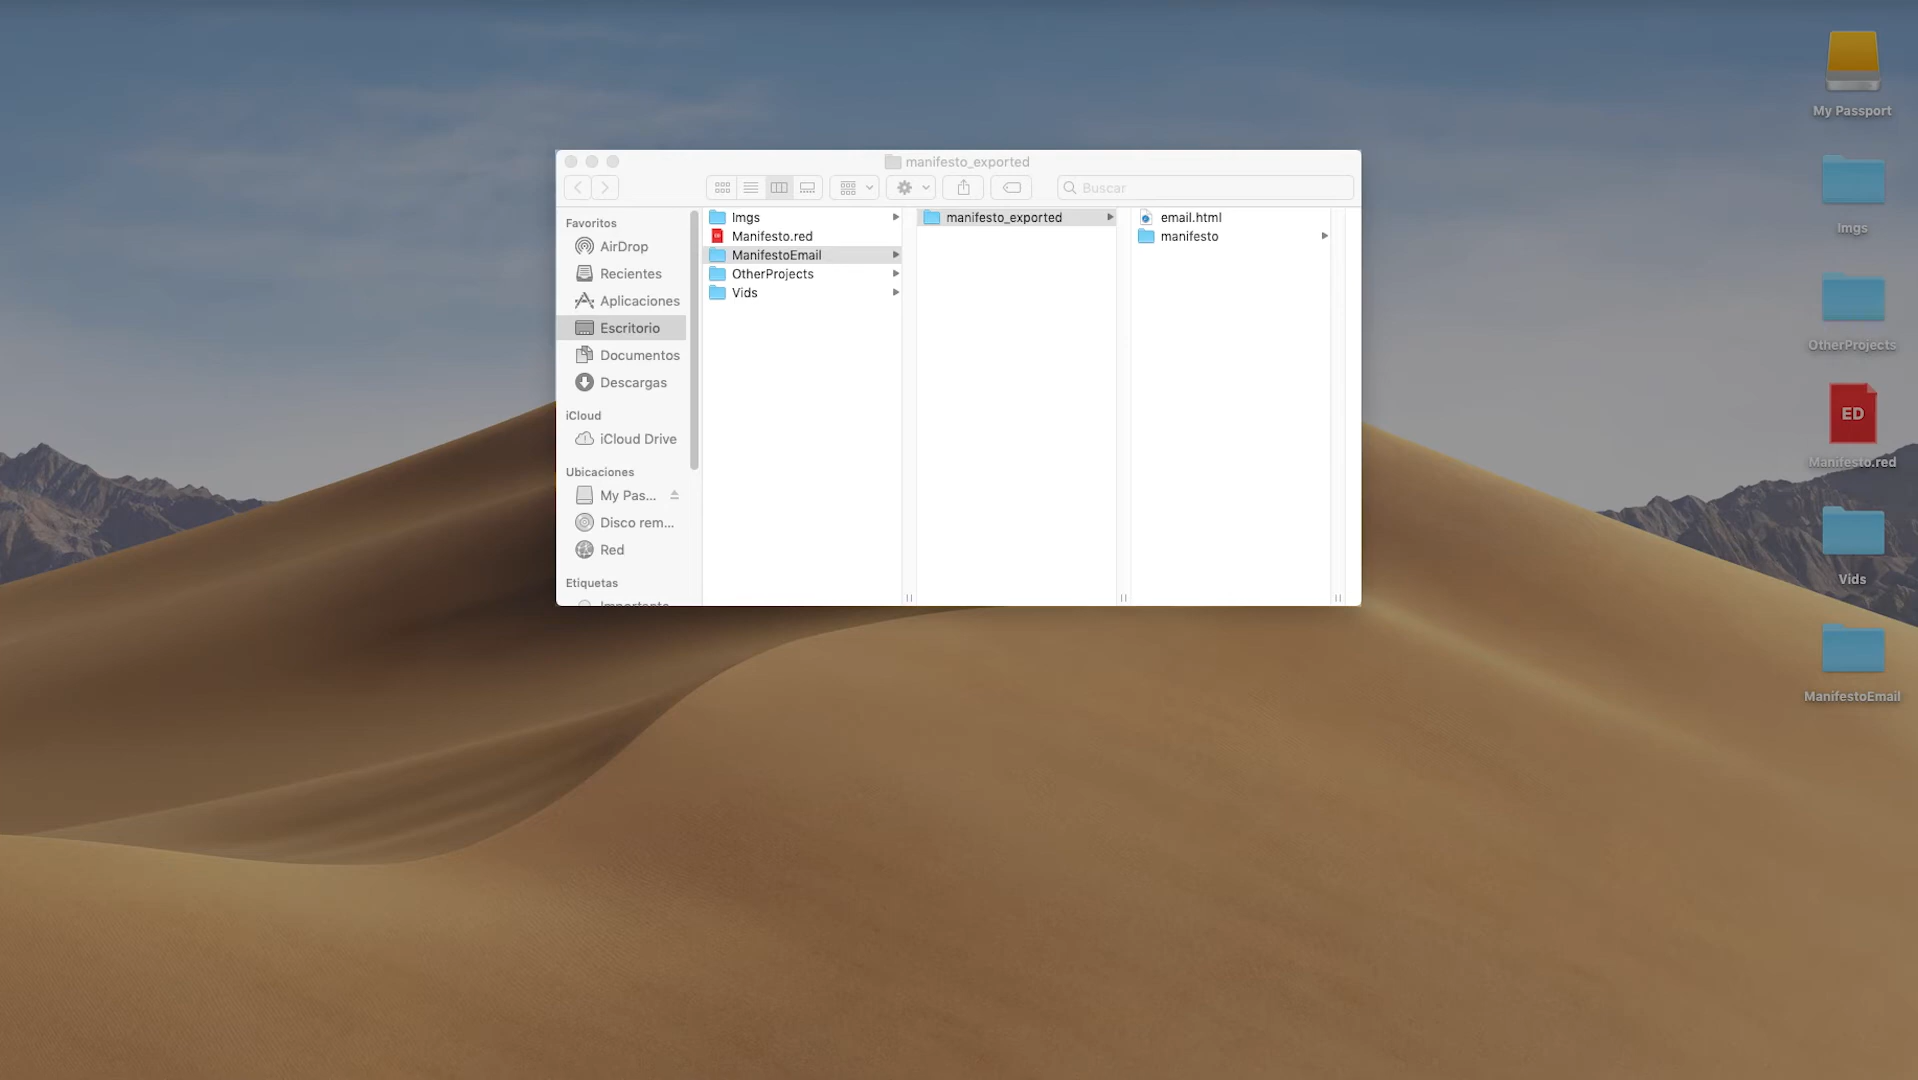 manifesto_exported
Buscar
Favoritos
AirDrop
Recientes
Aplicaciones
Escritorio
Documentos
Descargas
iCloud
iCloud Drive
Ubicaciones
My Pas...
Disco rem...
Red
Etiquetas
Importante
Imgs
Manifesto.red
ManifestoEmail
OtherProjects
Vids
manifesto_exported
email.html
manifesto
My Passport
Imgs
OtherProjects
ED
Manifesto.red
Vids
ManifestoEmail